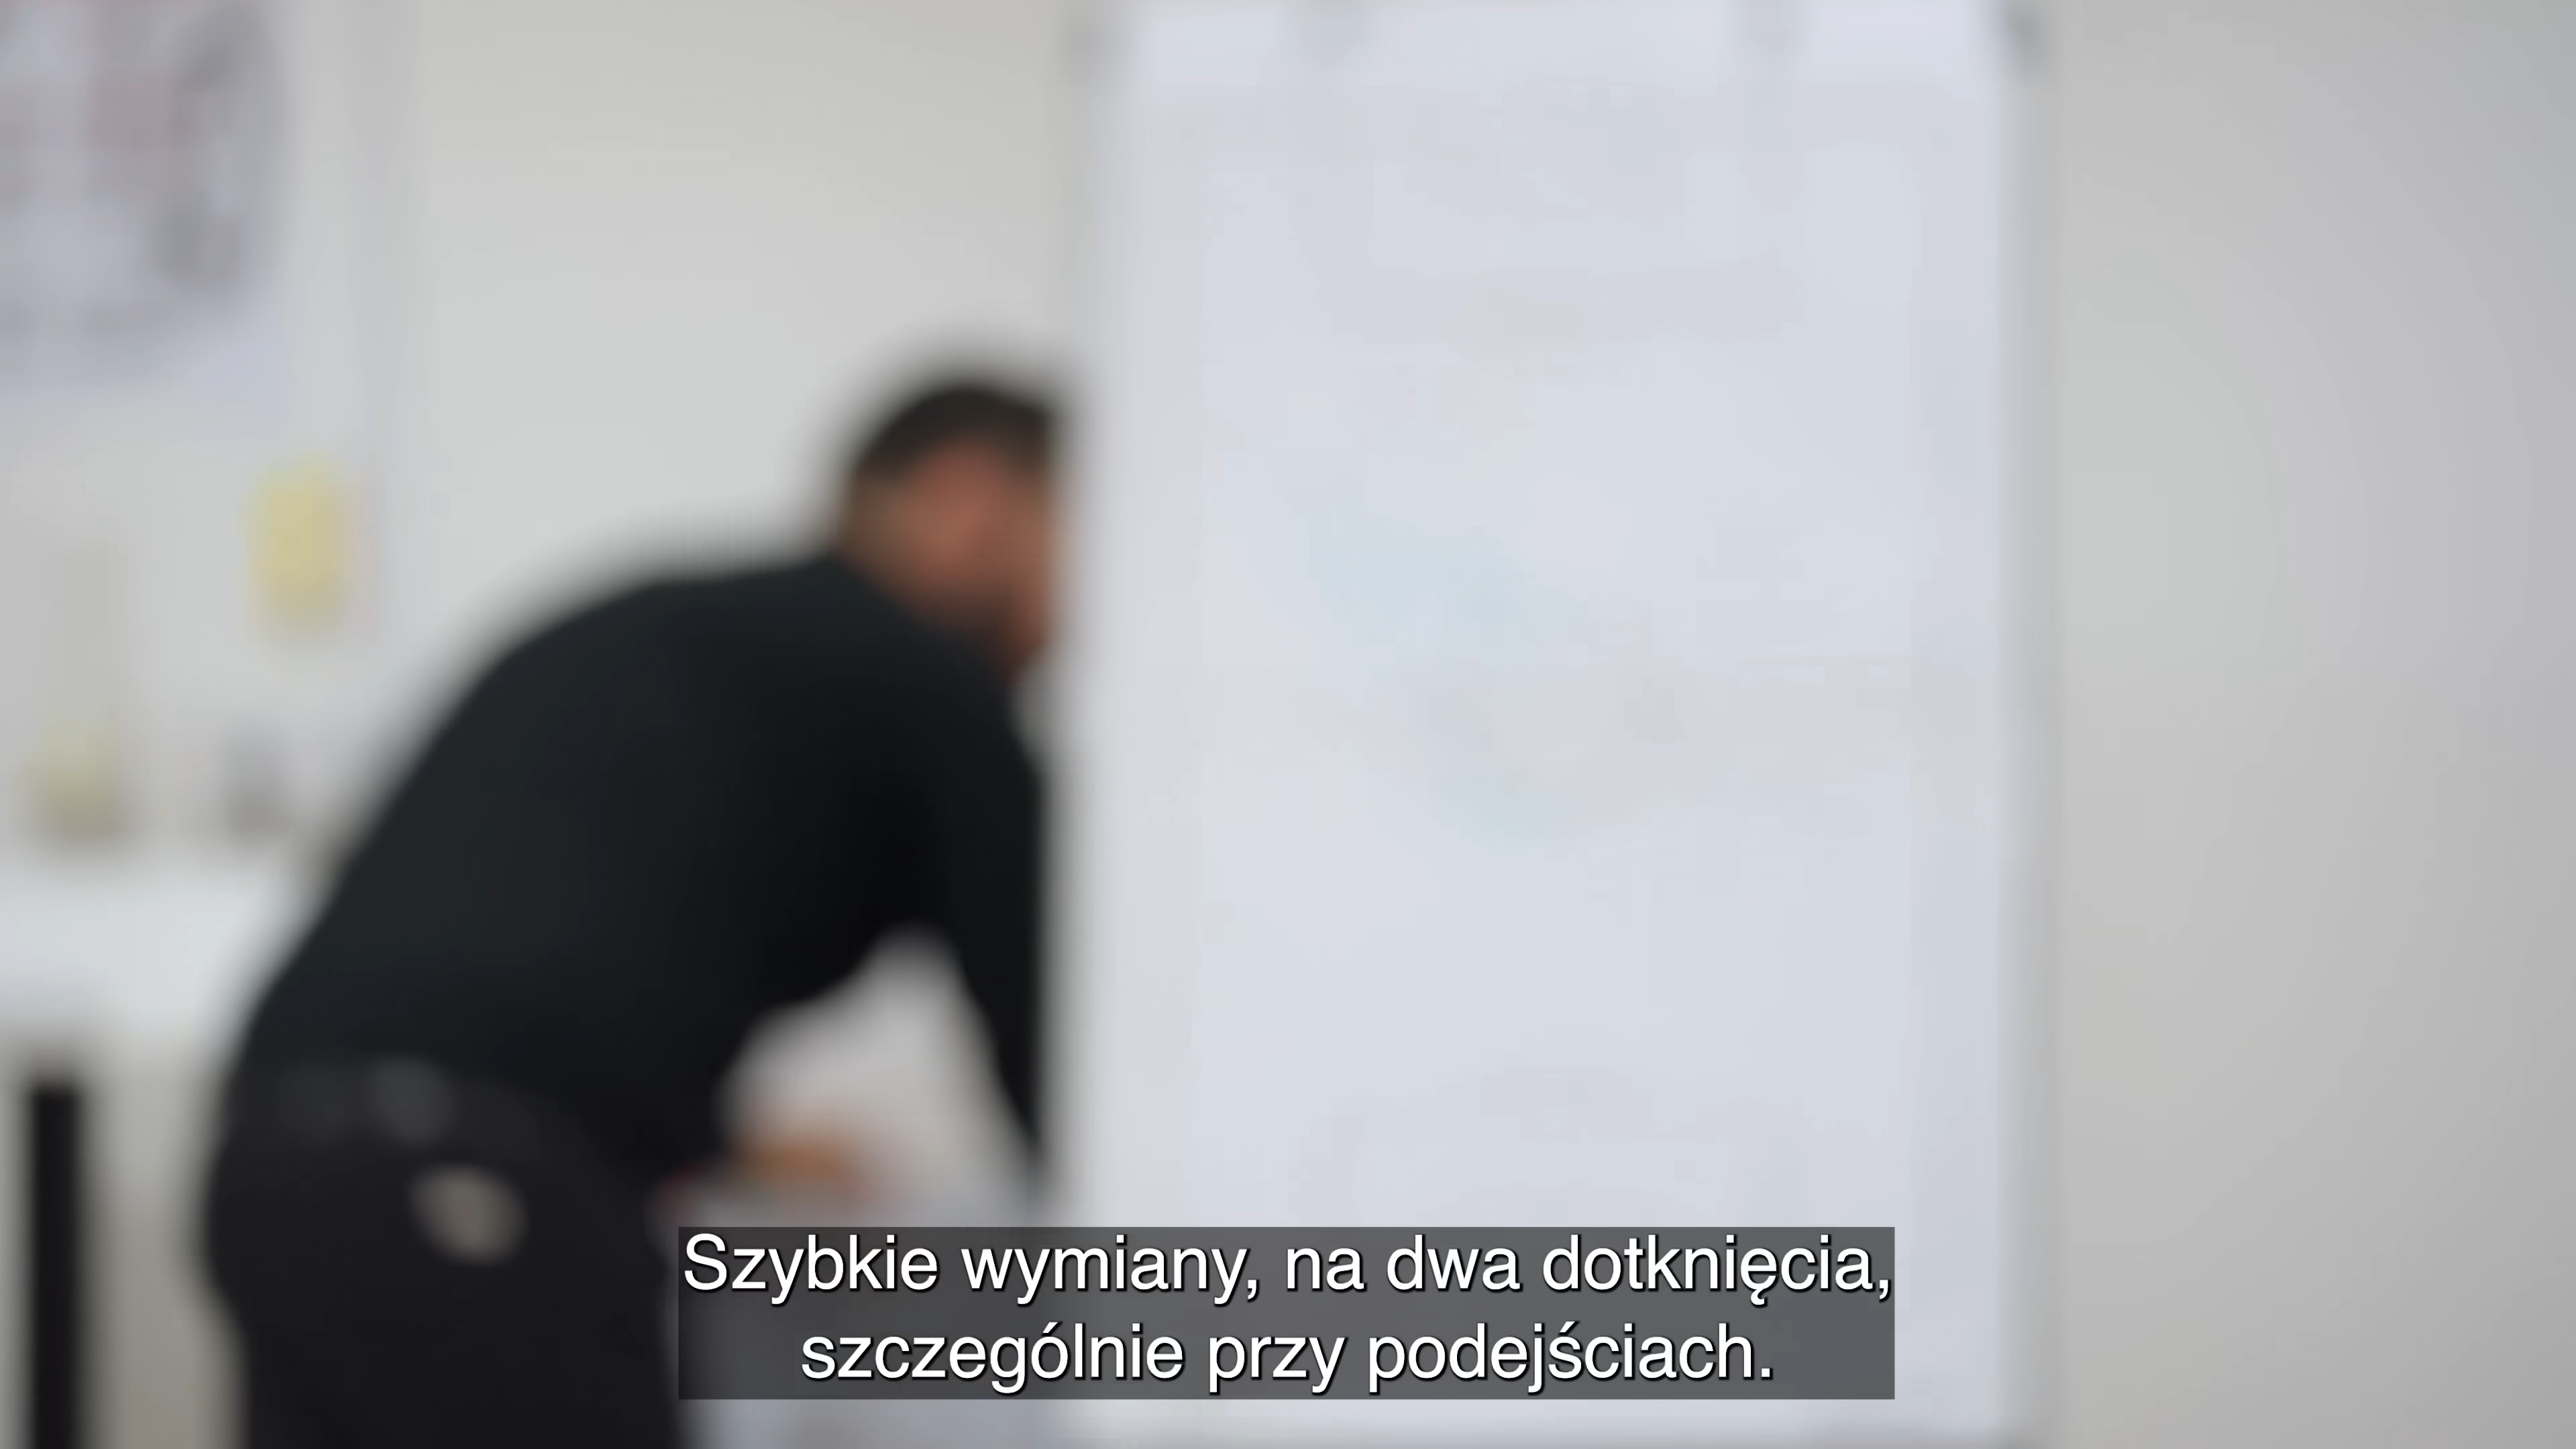 Szybkie wymiany, na dwa dotknięcia,
szczególnie przy podejściach.